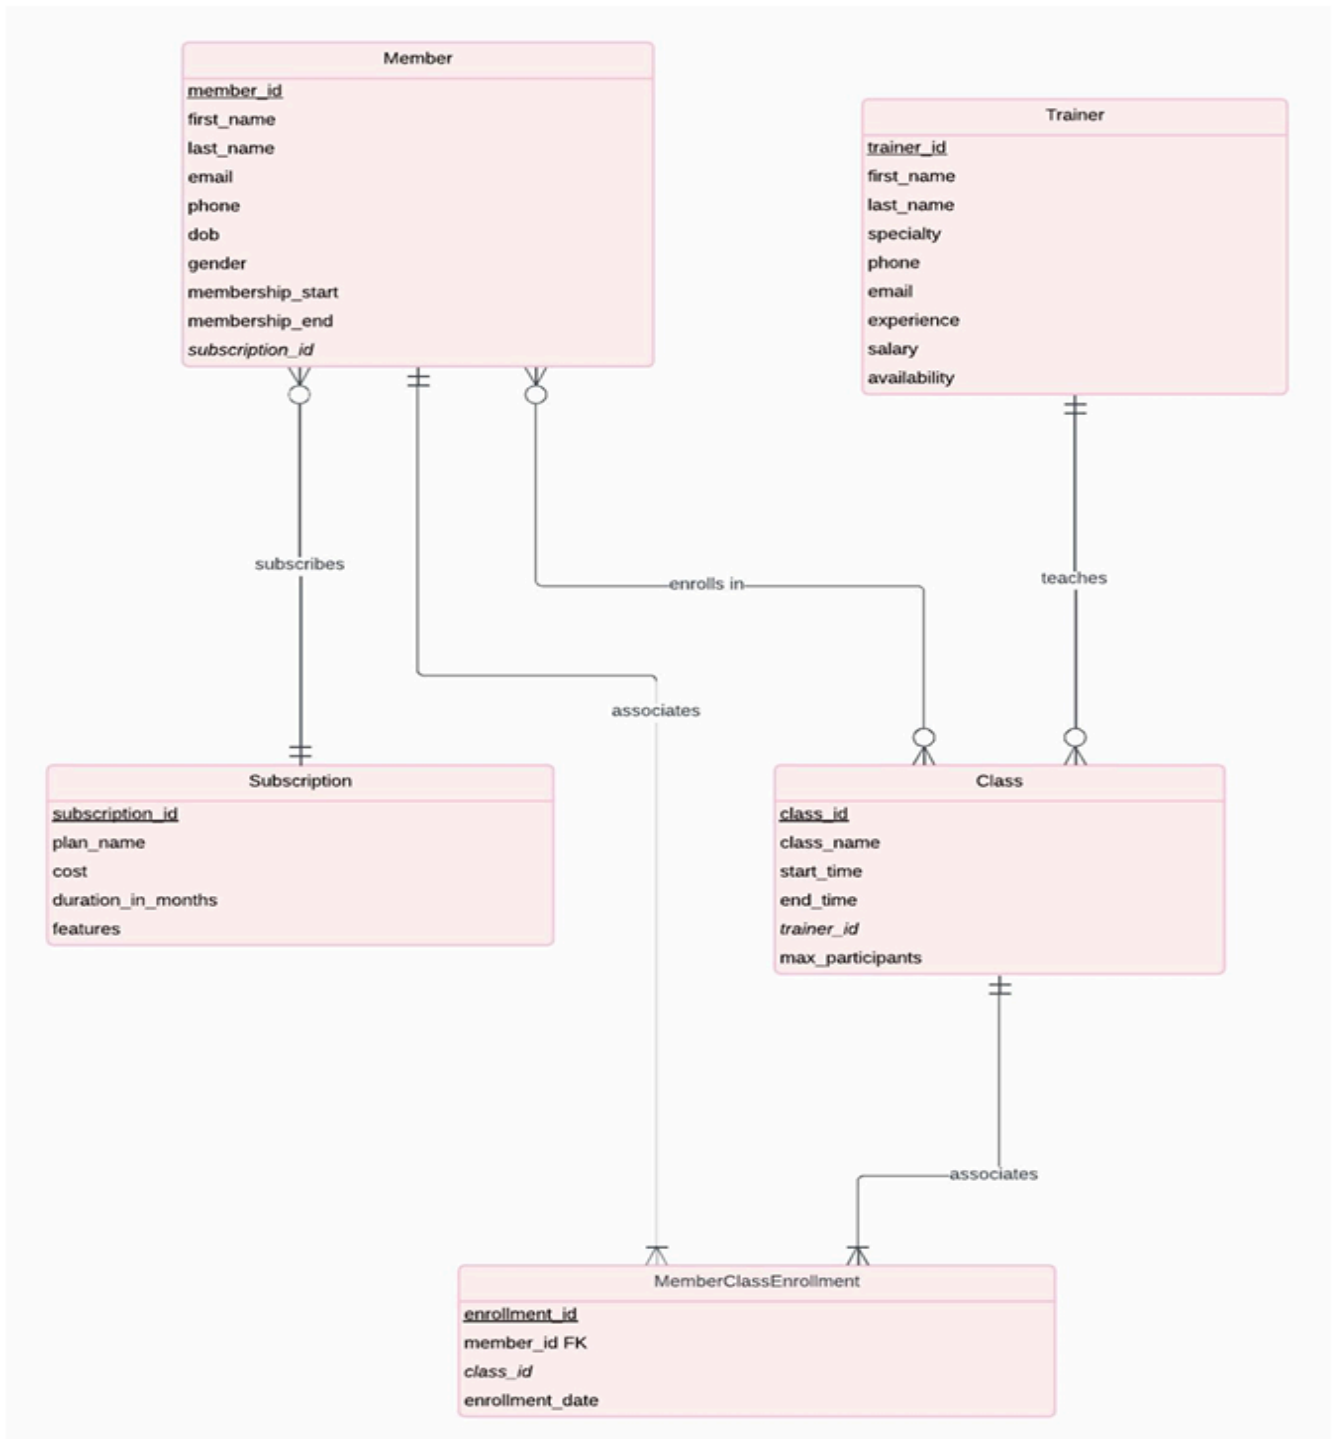 Member
member_id
first_name
last_name
email
phone
dob
gender
membership_start
membership_end
subscription_id
Trainer
trainer_id
first_name
last_name
specialty
phone
email
experience
salary
availability
subscribes
enrolls in
teaches
associates
Subscription
subscription_id
plan_name
cost
duration_in_months
features
Class
class_id
class_name
start_time
end_time
trainer_id
max_participants
associates
MemberClassEnrollment
enrollment_id
member_id FK
class_id
enrollment_date